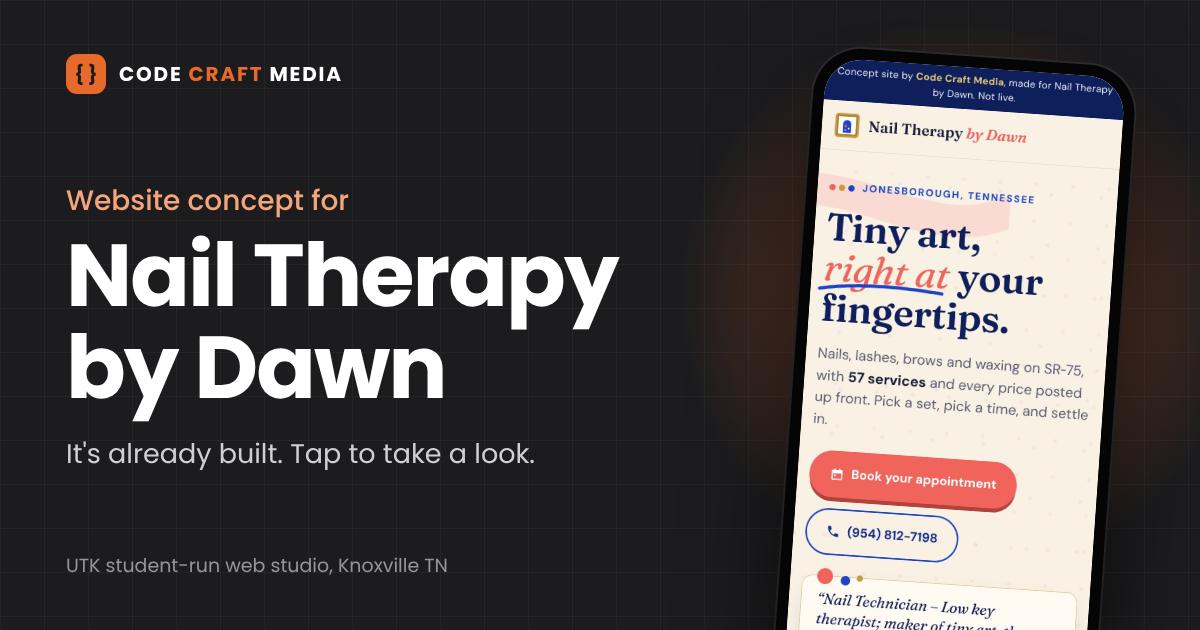 { } CODE CRAFT MEDIA
Website concept for
Nail Therapy
by Dawn
It's already built. Tap to take a look.
UTK student-run web studio, Knoxville TN
Concept site by Code Craft Media, made for Nail Therapy
by Dawn. Not live.
Nail Therapy by Dawn
JONESBOROUGH, TENNESSEE
Tiny art,
right at your
fingertips.
Nails, lashes, brows and waxing on SR-75,
with 57 services and every price posted
up front. Pick a set, pick a time, and settle
in.
Book your appointment
(954) 812-7198
“Nail Technician – Low key
therapist; maker of tiny art